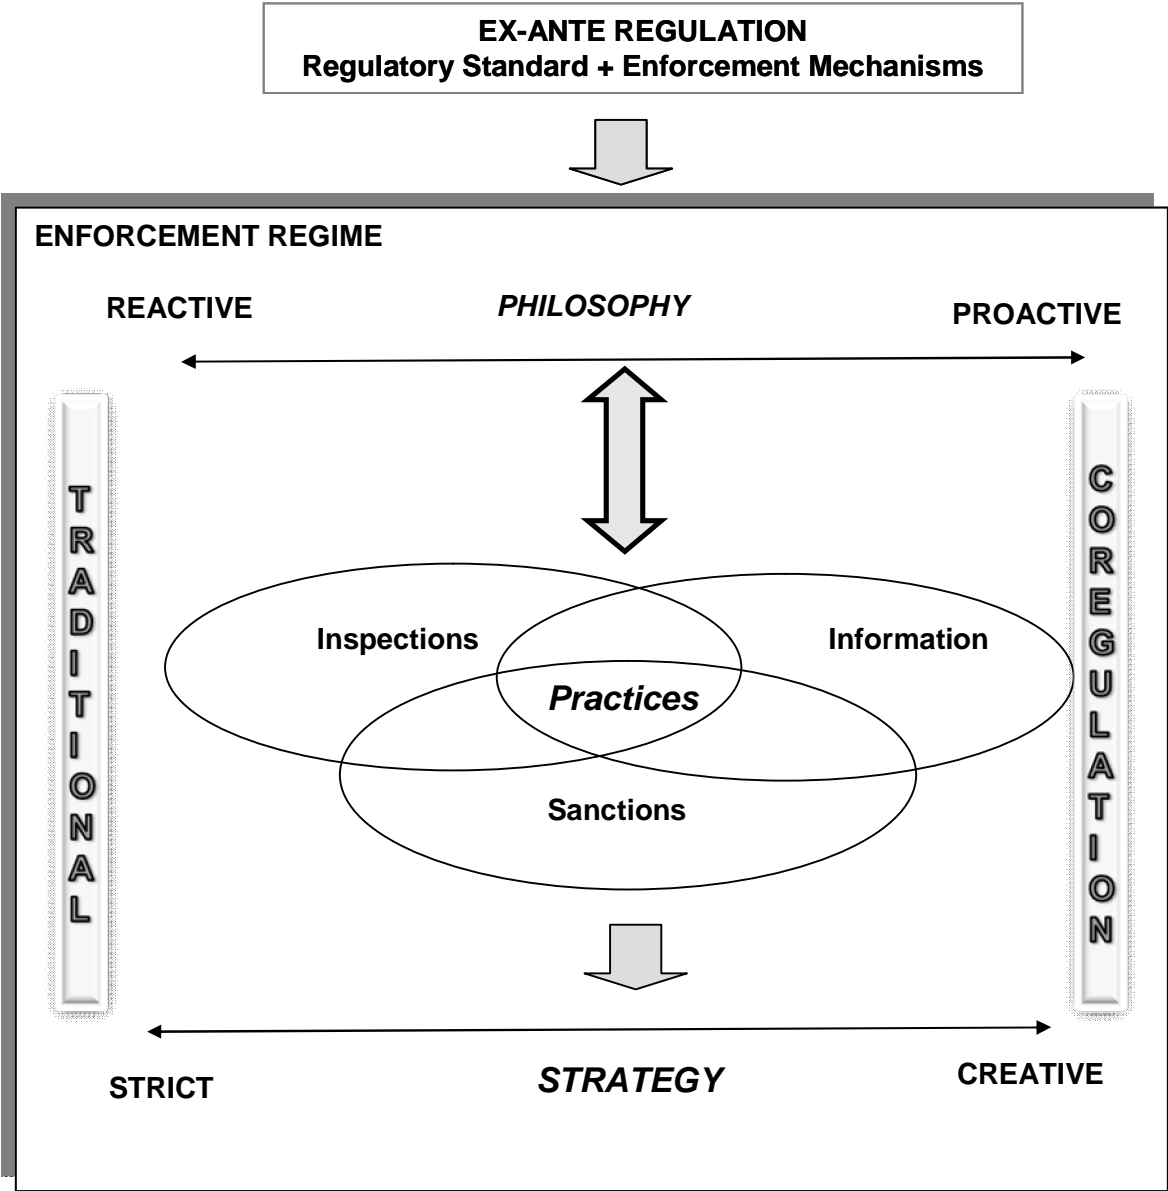 EX-ANTE REGULATION
Regulatory Standard + Enforcement Mechanisms
ENFORCEMENT REGIME
REACTIVE
PHILOSOPHY
PROACTIVE
TRADITIONAL
COREGULATION
Inspections
Information
Practices
Sanctions
STRICT
STRATEGY
CREATIVE